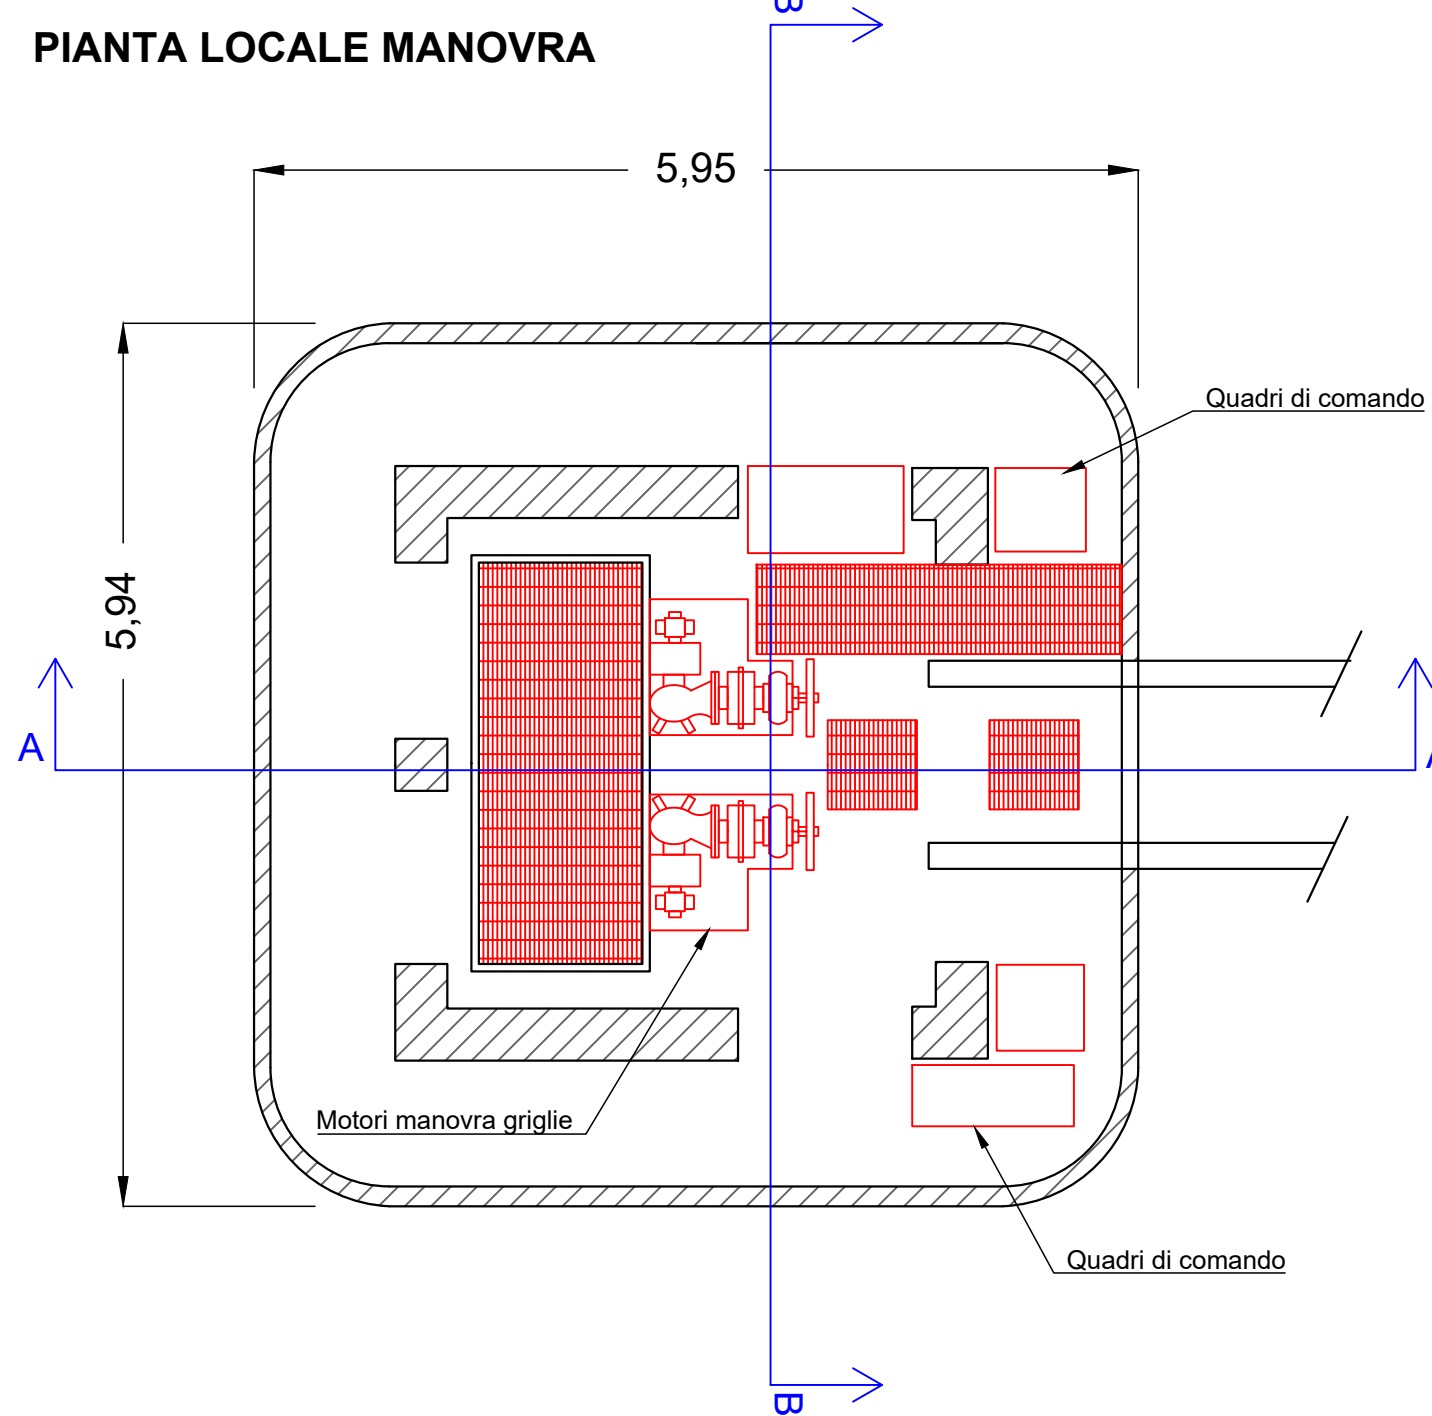 B
PIANTA LOCALE MANOVRA
5,95
Quadri di comando
5,94
A
A
Motori manovra griglie
Quadri di comando
B